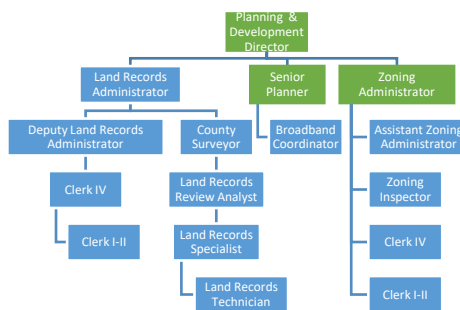 Planning &
Development
Director
Land Records
Administrator
Senior
Planner
Zoning
Administrator
Deputy Land Records
Administrator
County
Surveyor
Broadband
Coordinator
Assistant Zoning
Administrator
Clerk IV
Land Records
Review Analyst
Zoning
Inspector
Clerk I-II
Land Records
Specialist
Clerk IV
Land Records
Technician
Clerk I-II